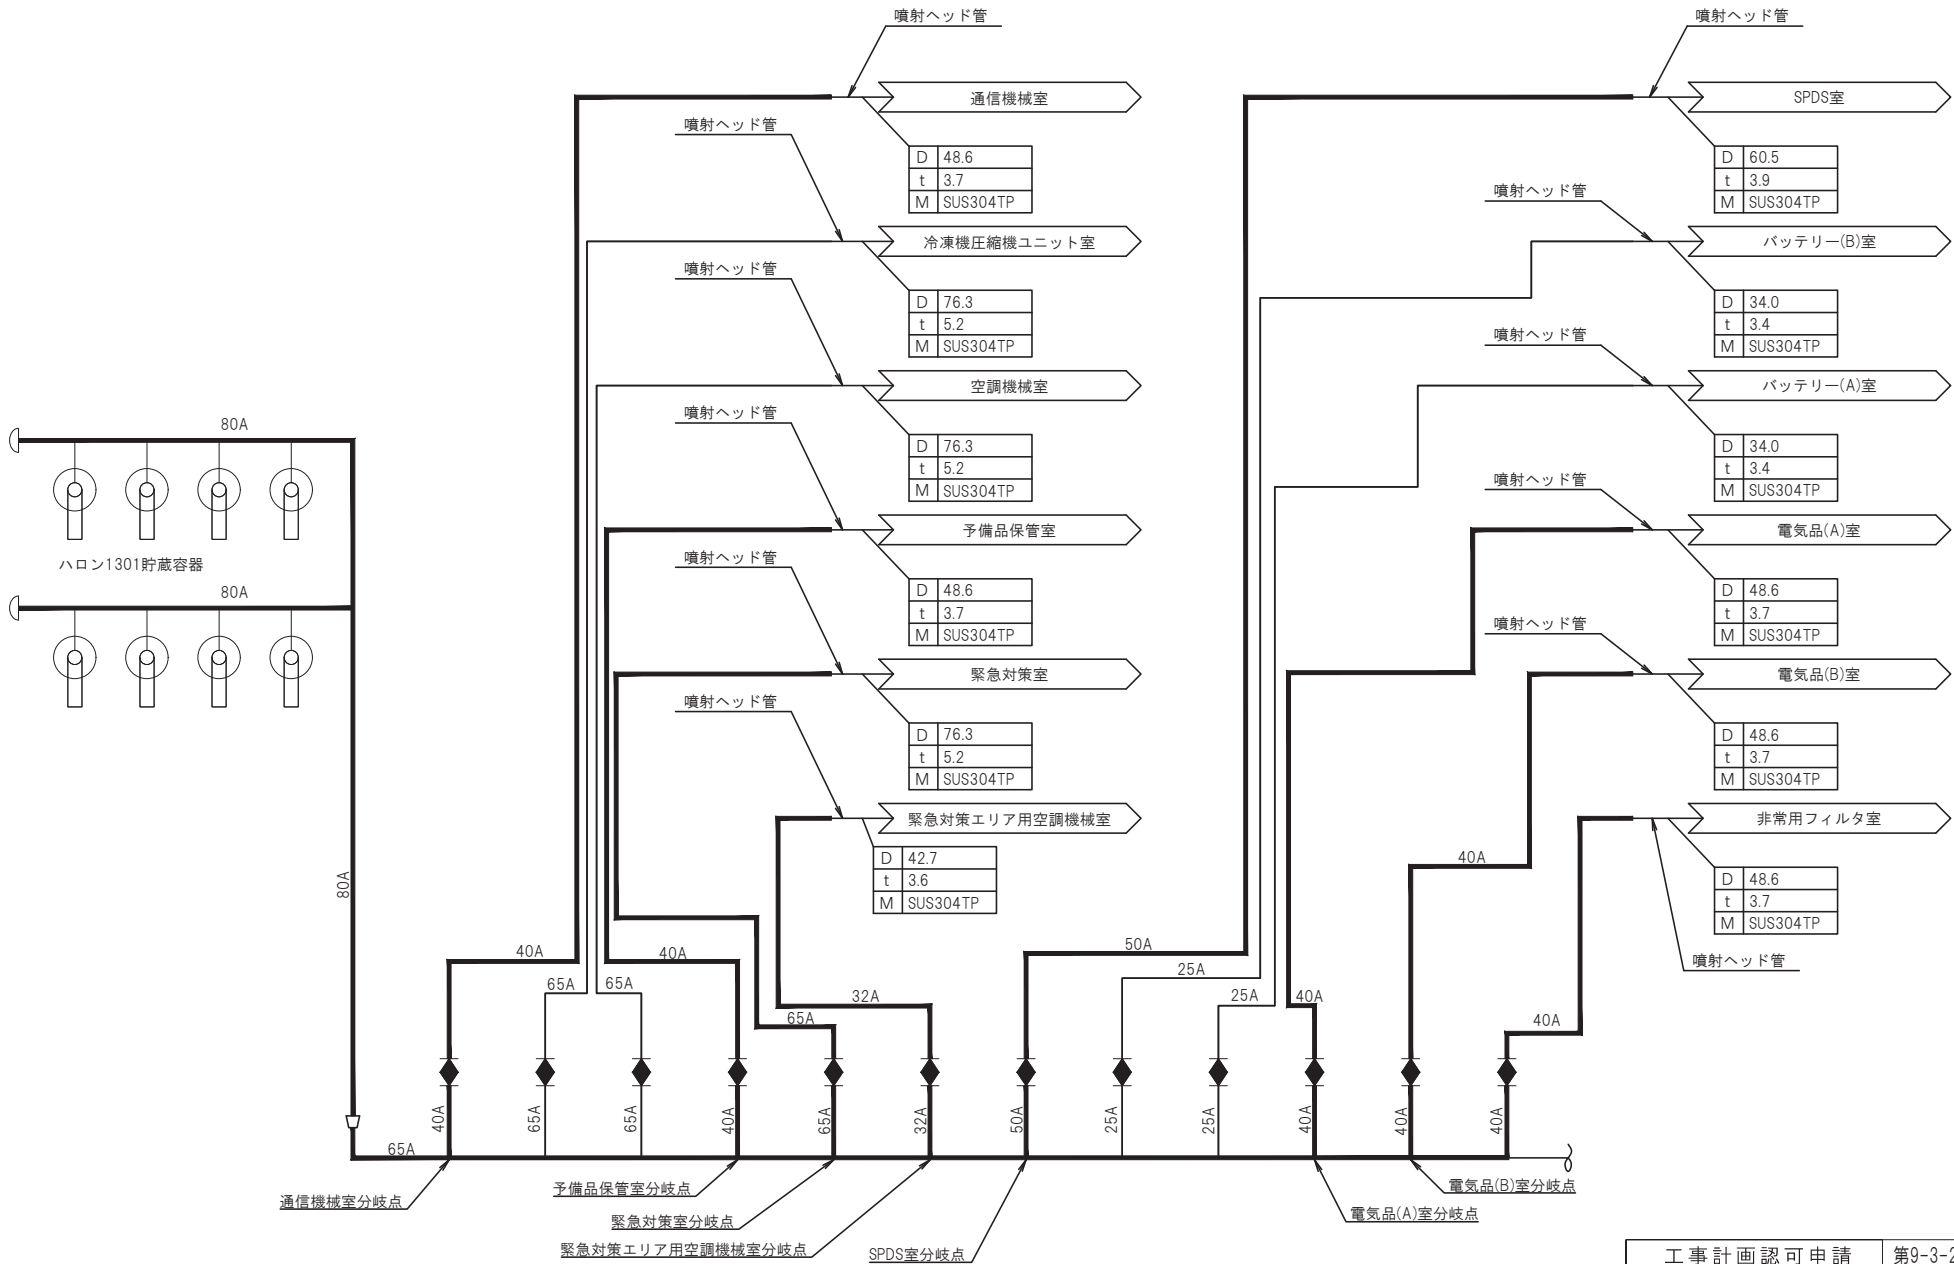 噴射ヘッド管
噴射ヘッド管
通信機械室
SPDS室
噴射ヘッド管
D 48.6
t 3.7
M SUS304TP
D 60.5
t 3.9
M SUS304TP
噴射ヘッド管
冷凍機圧縮機ユニット室
バッテリー(B)室
噴射ヘッド管
D 76.3
t 5.2
M SUS304TP
D 34.0
t 3.4
M SUS304TP
噴射ヘッド管
空調機械室
バッテリー(A)室
噴射ヘッド管
80A
D 76.3
t 5.2
M SUS304TP
D 34.0
t 3.4
M SUS304TP
噴射ヘッド管
予備品保管室
電気品(A)室
噴射ヘッド管
ハロン1301貯蔵容器
80A
D 48.6
t 3.7
M SUS304TP
D 48.6
t 3.7
M SUS304TP
噴射ヘッド管
緊急対策室
電気品(B)室
噴射ヘッド管
D 76.3
t 5.2
M SUS304TP
D 48.6
t 3.7
M SUS304TP
緊急対策エリア用空調機械室
非常用フィルタ室
D 42.7
t 3.6
M SUS304TP
40A
D 48.6
t 3.7
M SUS304TP
80A
噴射ヘッド管
40A
40A
50A
65A
65A
25A
32A
25A
40A
65A
40A
40A
65A
65A
40A
65A
32A
50A
25A
25A
40A
40A
40A
65A
通信機械室分岐点
予備品保管室分岐点
電気品(B)室分岐点
緊急対策室分岐点
電気品(A)室分岐点
緊急対策エリア用空調機械室分岐点
SPDS室分岐点
工事計画認可申請 第9-3-2